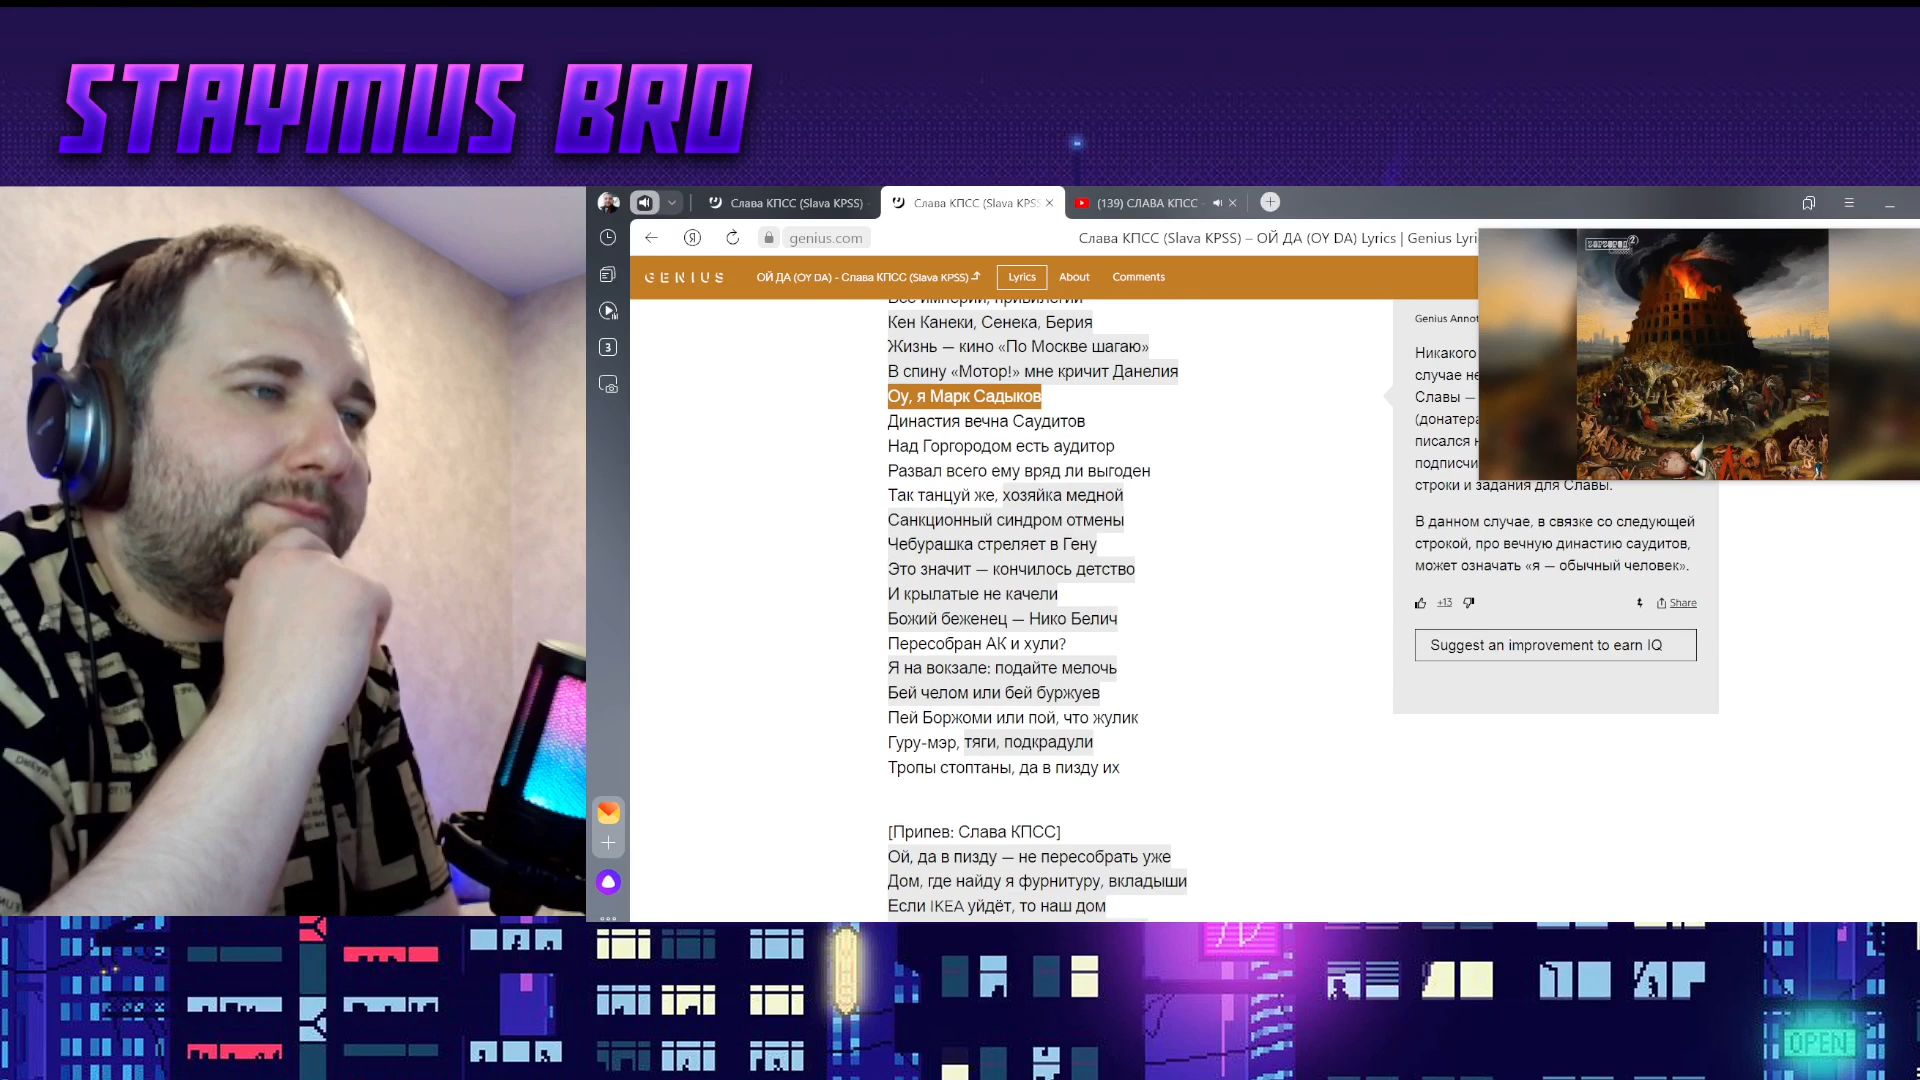 STAYMUS BRO
Слава КПСС (Slava KPSS)
Слава КПСС (Slava KPSS
(139) СЛАВА КПСС
genius.com
Слава КПСС (Slava KPSS) – ОЙ ДА (OY DA) Lyrics | Genius Lyri
GENIUS
ОЙ ДА (OY DA) - Слава КПСС (Slava KPSS)
Lyrics
About
Comments
Все империи, привилегии
Кен Канеки, Сенека, Берия
Жизнь — кино «По Москве шагаю»
В спину «Мотор!» мне кричит Данелия
Оу, я Марк Садыков
Династия вечна Саудитов
Над Горгородом есть аудитор
Развал всего ему вряд ли выгоден
Так танцуй же, хозяйка медной
Санкционный синдром отмены
Чебурашка стреляет в Гену
Это значит — кончилось детство
И крылатые не качели
Божий беженец — Нико Белич
Пересобран АК и хули?
Я на вокзале: подайте мелочь
Бей челом или бей буржуев
Пей Боржоми или пой, что жулик
Гуру-мэр, тяги, подкрадули
Тропы стоптаны, да в пизду их
[Припев: Слава КПСС]
Ой, да в пизду — не пересобрать уже
Дом, где найду я фурнитуру, вкладыши
Если IKEA уйдёт, то наш дом
Genius Annot
Никакого
случае не
Славы —
(донатера
писался н
подписчи
строки и задания для Славы.
В данном случае, в связке со следующей
строкой, про вечную династию саудитов,
может означать «я — обычный человек».
+13
Share
Suggest an improvement to earn IQ
3
OPEN